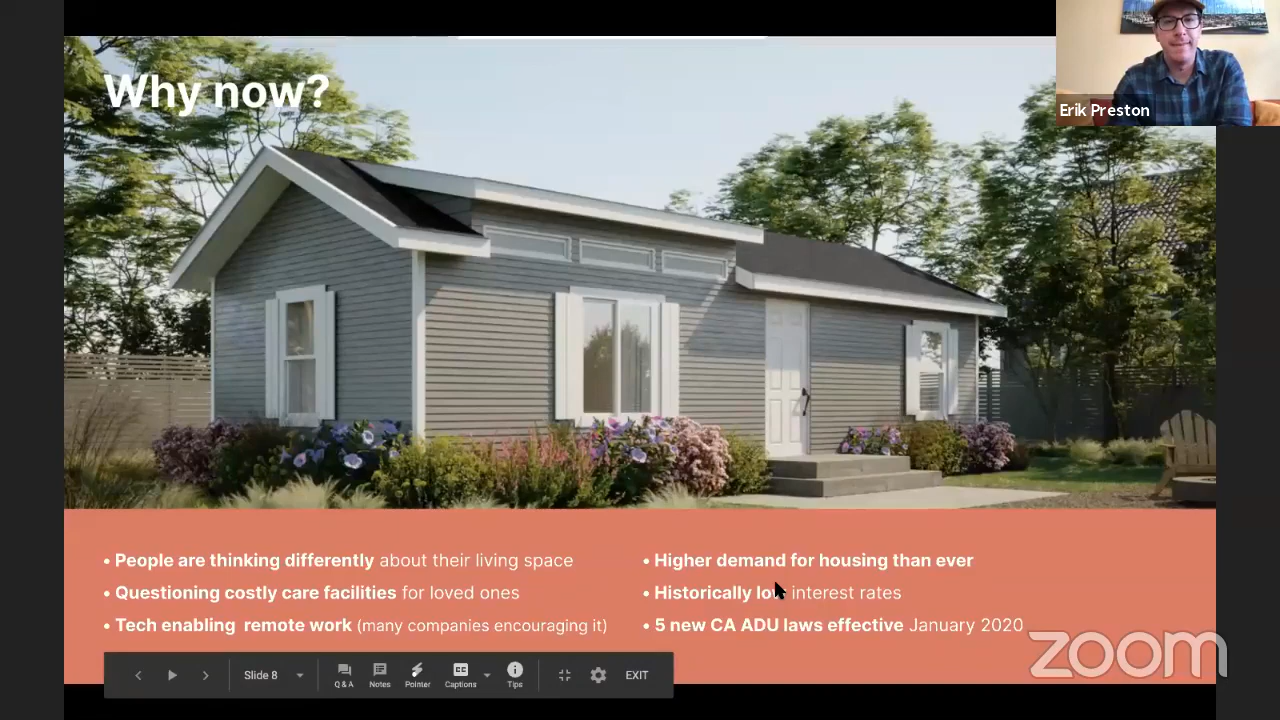 Why now?
Erik Preston
• People are thinking differently about their living space
• Questioning costly care facilities for loved ones
• Tech enabling remote work (many companies encouraging it)
• Higher demand for housing than ever
• Historically low interest rates
• 5 new CA ADU laws effective January 2020
zoom
Slide 8
Q & A
Notes
Pointer
CC
Captions
Tips
EXIT